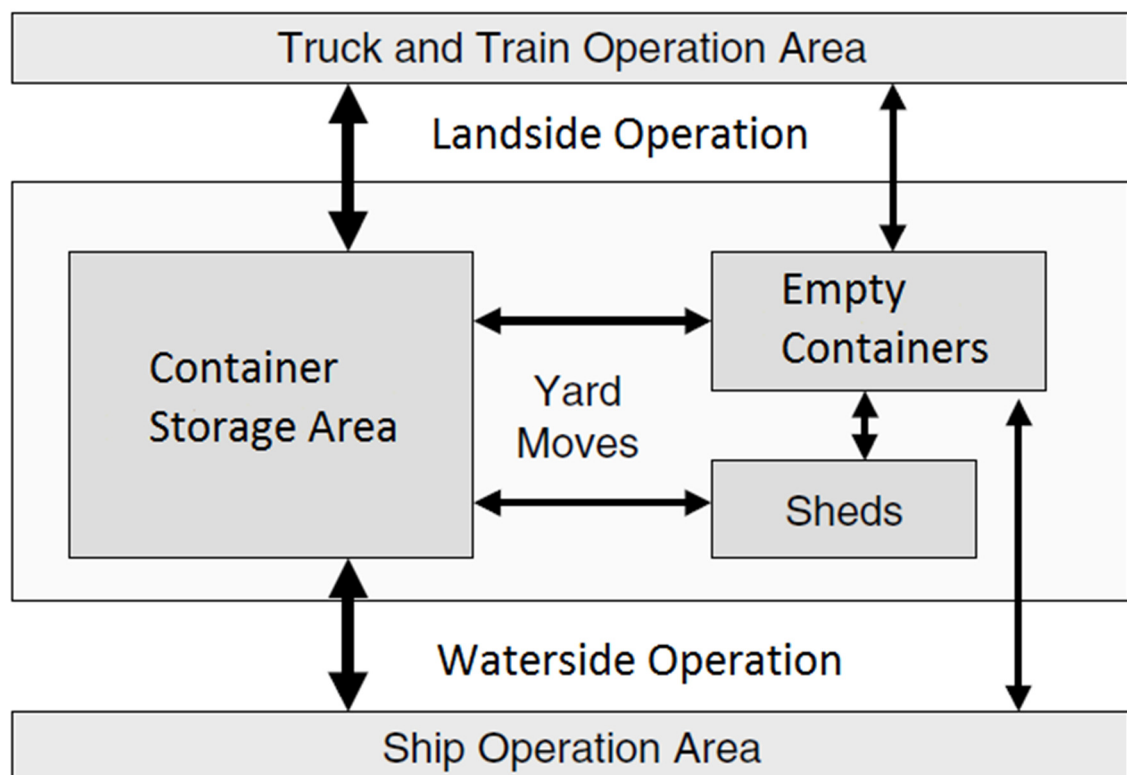 Truck and Train Operation Area
Landside Operation
Empty
Containers
Container
Storage Area
Yard
Moves
Sheds
Waterside Operation
Ship Operation Area